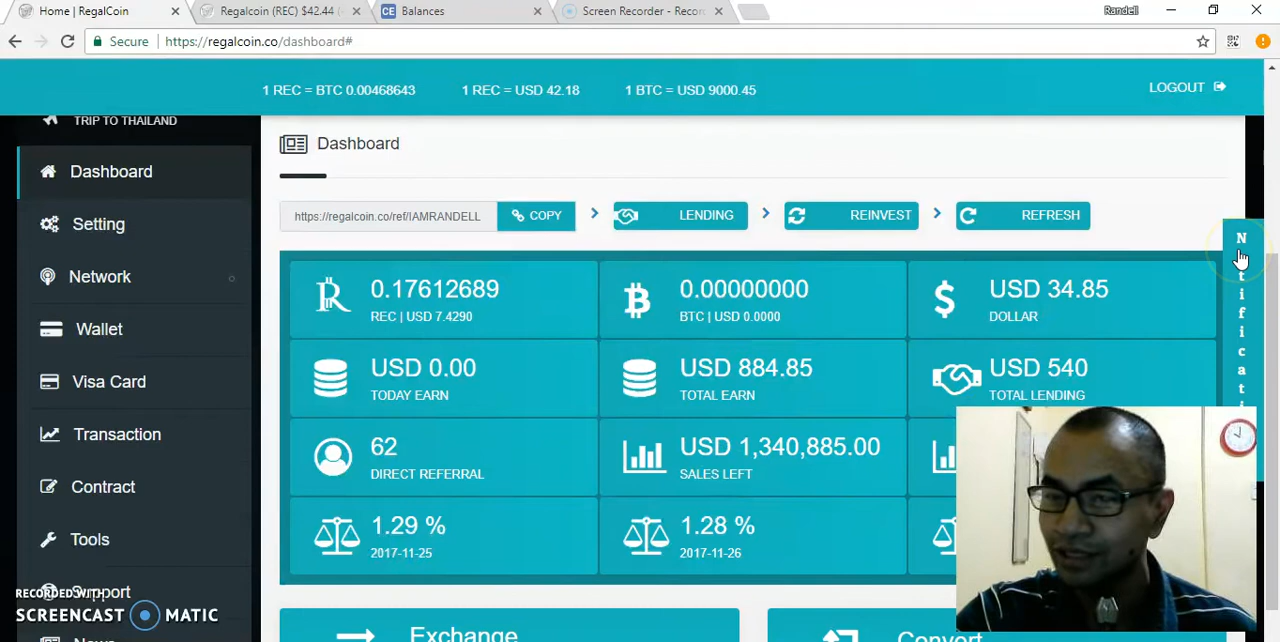 Home | RegalCoin
Regalcoin (REC) $42.44 (
CE Balances
Screen Recorder - Recor
Randell
Secure | https://regalcoin.co/dashboard#
1 REC = BTC 0.00468643
1 REC = USD 42.18
1 BTC = USD 9000.45
LOGOUT
TRIP TO THAILAND
Dashboard
Setting
Network
Wallet
Visa Card
Transaction
Contract
Tools
Support
Dashboard
https://regalcoin.co/ref/IAMRANDELL
COPY
LENDING
REINVEST
REFRESH
0.17612689
REC | USD 7.4290
0.00000000
BTC | USD 0.0000
USD 34.85
DOLLAR
USD 0.00
TODAY EARN
USD 884.85
TOTAL EARN
USD 540
TOTAL LENDING
62
DIRECT REFERRAL
USD 1,340,885.00
SALES LEFT
1.29 %
2017-11-25
1.28 %
2017-11-26
Exchange
Convert
RECORDED WITH
SCREENCAST MATIC